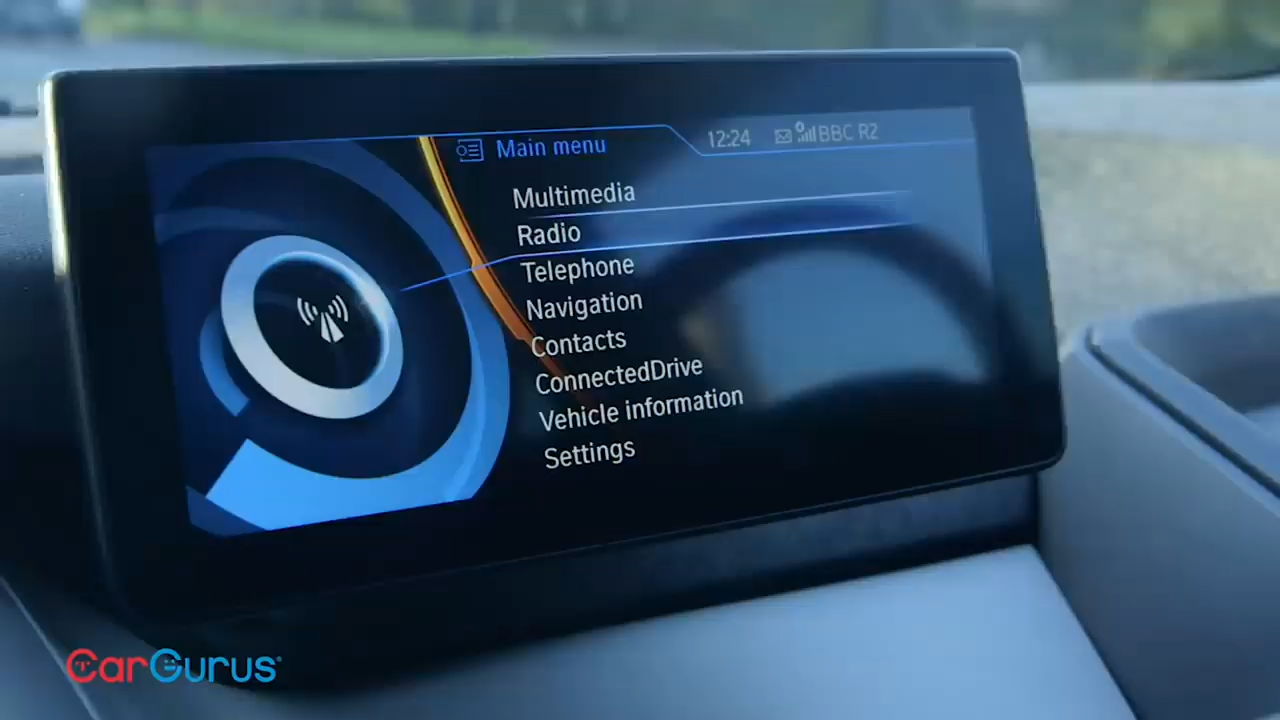 Main menu
12:24
BBC R2
Multimedia
Radio
Telephone
Navigation
Contacts
ConnectedDrive
Vehicle information
Settings
CarGurus